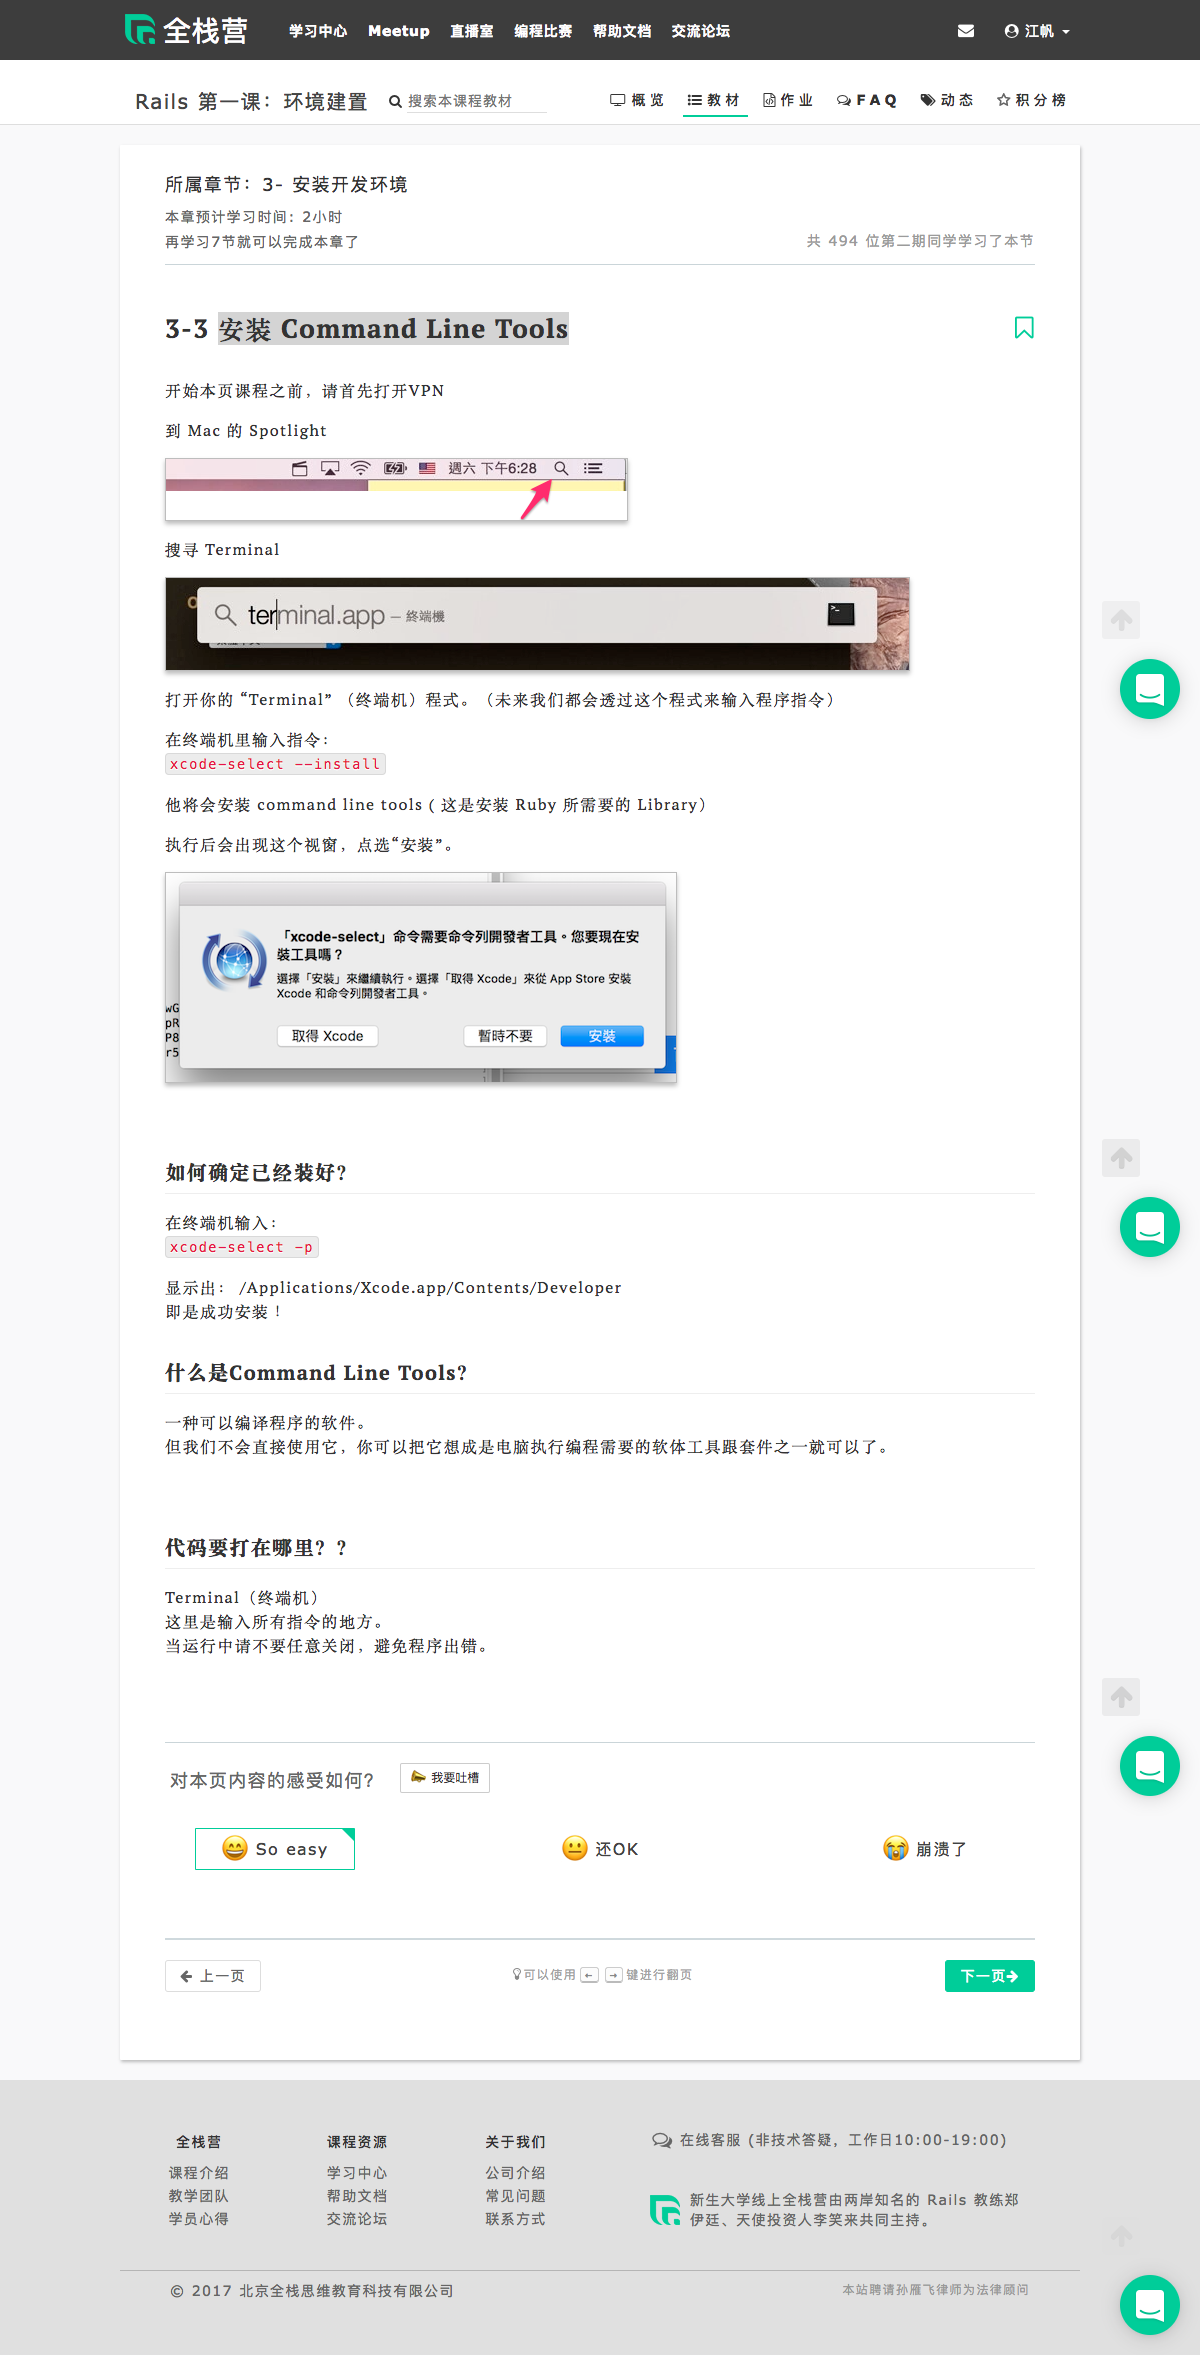 全栈营 学习中心 Meetup 直播室 编程比赛 帮助文档 交流论坛 江帆
Rails 第一课：环境建置 搜索本课程教材 概览 教材 作业 FAQ 动态 积分榜
所属章节：3- 安装开发环境
本章预计学习时间：2小时
再学习7节就可以完成本章了 共 494 位第二期同学学习了本节
3-3 安装 Command Line Tools
开始本页课程之前，请首先打开VPN
到 Mac 的 Spotlight
週六 下午6:28
搜寻 Terminal
terminal.app — 終端機
打开你的 “Terminal” （终端机）程式。（未来我们都会透过这个程式来输入程序指令）
在终端机里输入指令：
xcode-select --install
他将会安装 command line tools ( 这是安装 Ruby 所需要的 Library）
执行后会出现这个视窗，点选“安装”。
「xcode-select」命令需要命令列開發者工具。您要現在安
裝工具嗎？
選擇「安裝」來繼續執行。選擇「取得 Xcode」來從 App Store 安裝
Xcode 和命令列開發者工具。
wG
pR
P8
r5
取得 Xcode 暫時不要 安裝
如何确定已经装好?
在终端机输入：
xcode-select -p
显示出： /Applications/Xcode.app/Contents/Developer
即是成功安装！
什么是Command Line Tools?
一种可以编译程序的软件。
但我们不会直接使用它，你可以把它想成是电脑执行编程需要的软体工具跟套件之一就可以了。
代码要打在哪里？？
Terminal（终端机）
这里是输入所有指令的地方。
当运行中请不要任意关闭，避免程序出错。
对本页内容的感受如何? 我要吐槽
So easy 还OK 崩溃了
上一页 可以使用 ← → 键进行翻页 下一页
全栈营 课程资源 关于我们 在线客服 (非技术答疑，工作日10:00-19:00)
课程介绍 学习中心 公司介绍
教学团队 帮助文档 常见问题 新生大学线上全栈营由两岸知名的 Rails 教练郑
学员心得 交流论坛 联系方式 伊廷、天使投资人李笑来共同主持。
© 2017 北京全栈思维教育科技有限公司 本站聘请孙雁飞律师为法律顾问